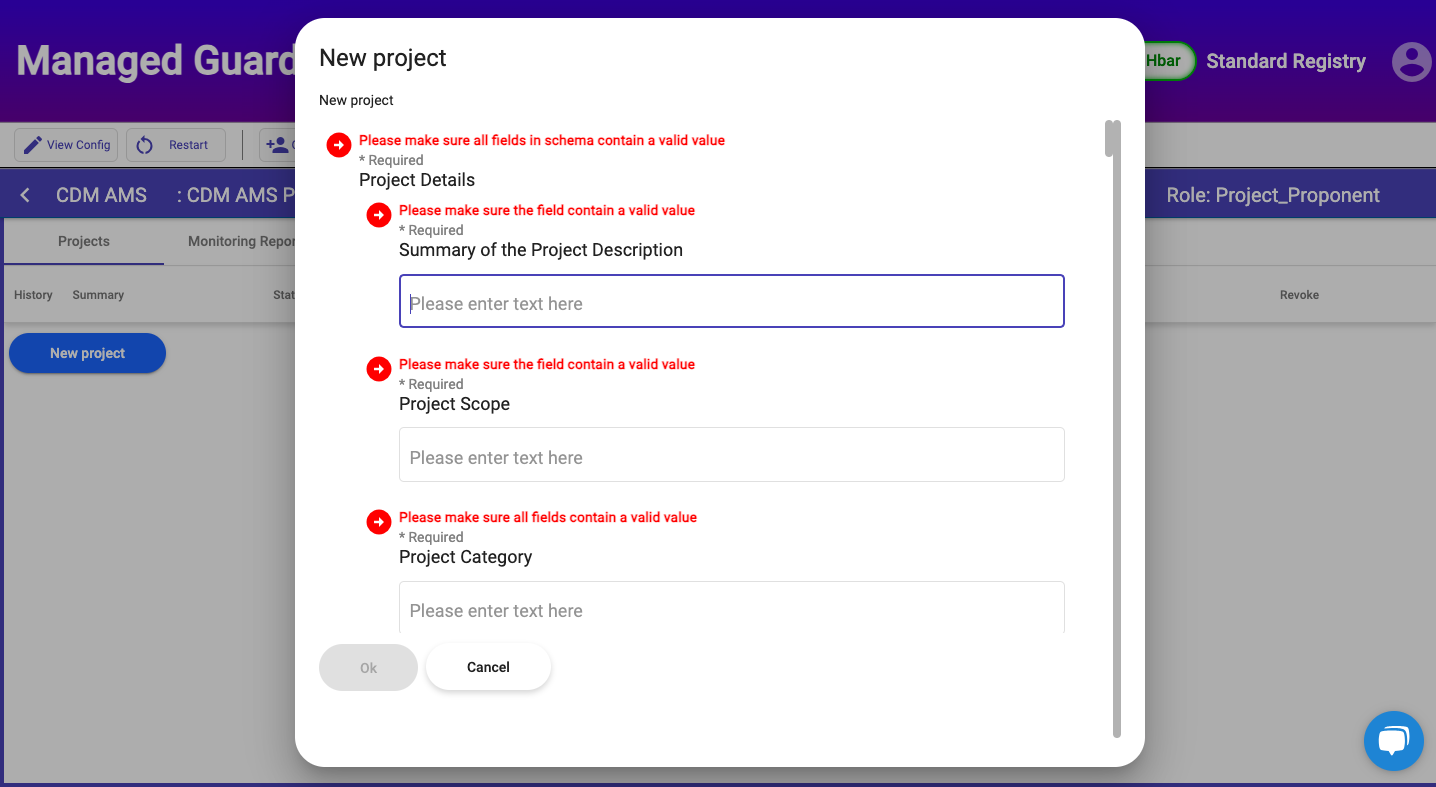 Managed Guard
Hbar
Standard Registry
View Config
Restart
CDM AMS : CDM AMS P
Role: Project_Proponent
Projects
Monitoring Repor
History
Summary
Stat
Revoke
New project
New project
New project
Please make sure all fields in schema contain a valid value
* Required
Project Details
Please make sure the field contain a valid value
* Required
Summary of the Project Description
Please enter text here
Please make sure the field contain a valid value
* Required
Project Scope
Please enter text here
Please make sure all fields contain a valid value
* Required
Project Category
Please enter text here
Ok
Cancel